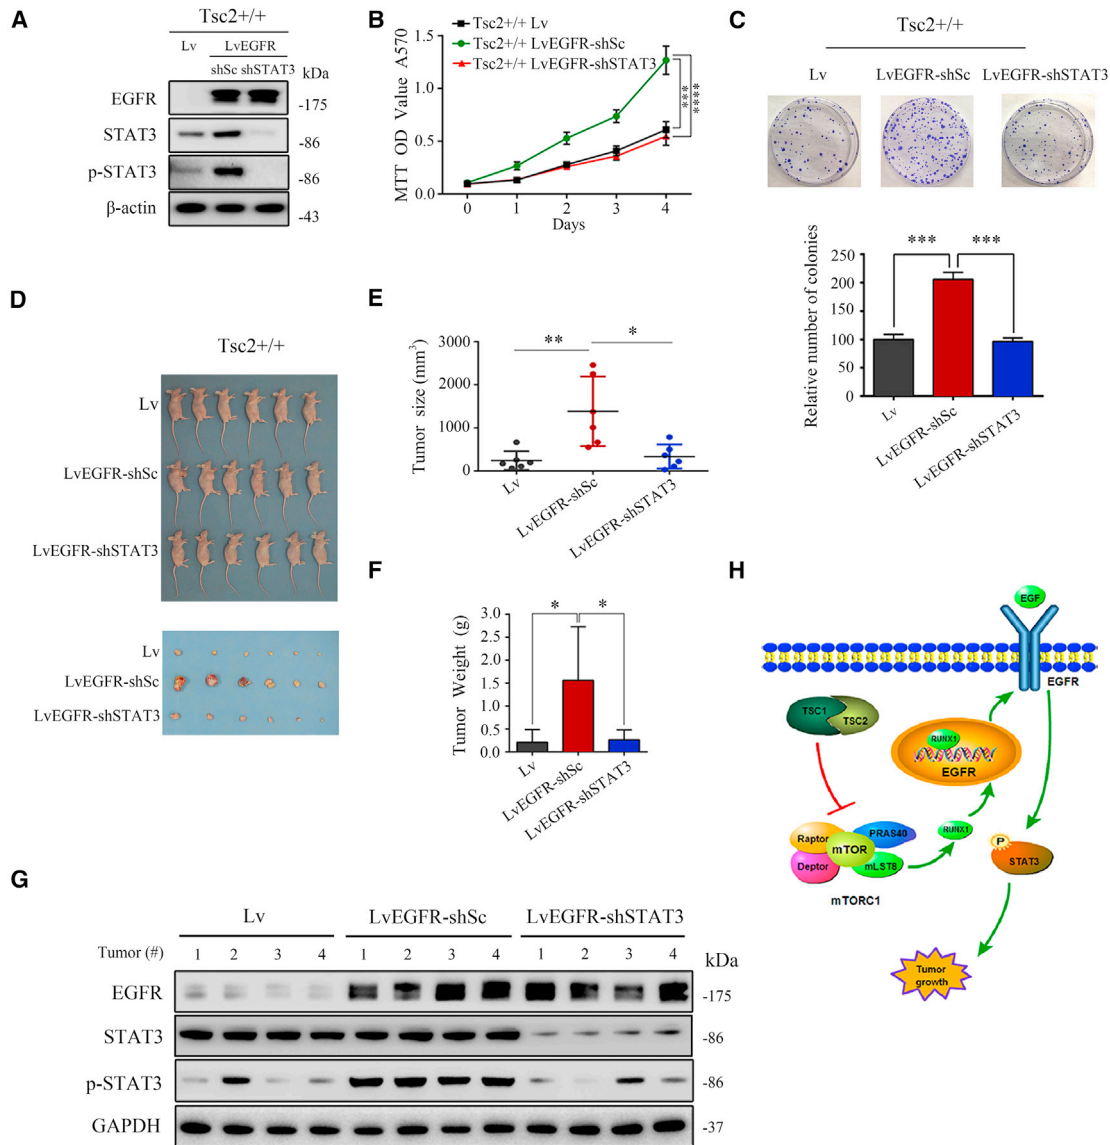 A
Tsc2+/+
Lv LvEGFR
shSc shSTAT3 kDa
EGFR -175
STAT3 -86
p-STAT3 -86
β-actin -43
B
Tsc2+/+ Lv
Tsc2+/+ LvEGFR-shSc
Tsc2+/+ LvEGFR-shSTAT3
MTT OD Value A570
1.5
1.0
0.5
0.0
0 1 2 3 4
Days
***
****
C
Tsc2+/+
Lv LvEGFR-shSc LvEGFR-shSTAT3
Relative number of colonies
250
200
150
100
50
0
*** ***
Lv
LvEGFR-shSc
LvEGFR-shSTAT3
D
Tsc2+/+
Lv
LvEGFR-shSc
LvEGFR-shSTAT3
Lv
LvEGFR-shSc
LvEGFR-shSTAT3
E
Tumor size (mm³)
3000
2000
1000
0
** *
Lv
LvEGFR-shSc
LvEGFR-shSTAT3
F
Tumor Weight (g)
3.0
2.5
2.0
1.5
1.0
0.5
0.0
* *
Lv
LvEGFR-shSc
LvEGFR-shSTAT3
G
Lv LvEGFR-shSc LvEGFR-shSTAT3
Tumor (#) 1 2 3 4 1 2 3 4 1 2 3 4 kDa
EGFR -175
STAT3 -86
p-STAT3 -86
GAPDH -37
H
EGF
EGFR
TSC1
TSC2
RUNX1
EGFR
Raptor
PRAS40
mTOR
Deptor
mLST8
mTORC1
RUNX1
P
STAT3
Tumor
growth